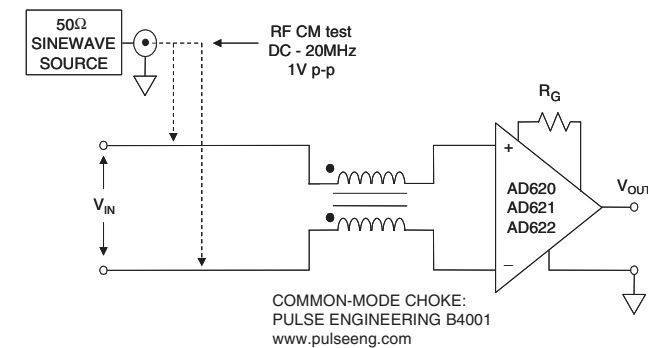 50Ω
SINEWAVE
SOURCE
RF CM test
DC - 20MHz
1V p-p
RG
+
AD620
AD621
AD622
VOUT
VIN
–
COMMON-MODE CHOKE:
PULSE ENGINEERING B4001
www.pulseeng.com